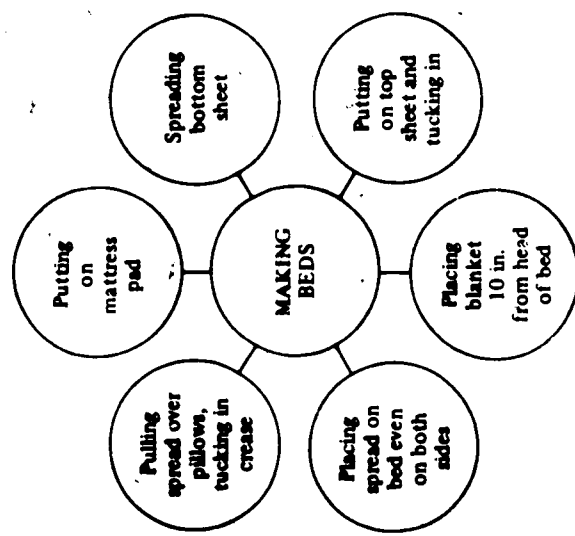 MAKING
BEDS
Putting
on
mattress
pad
Spreading
bottom
sheet
Putting
on top
sheet and
tucking in
Placing
blanket
10 in.
from head
of bed
Placing
spread on
bed even
on both
sides
Pulling
spread over
pillows,
tucking in
crease